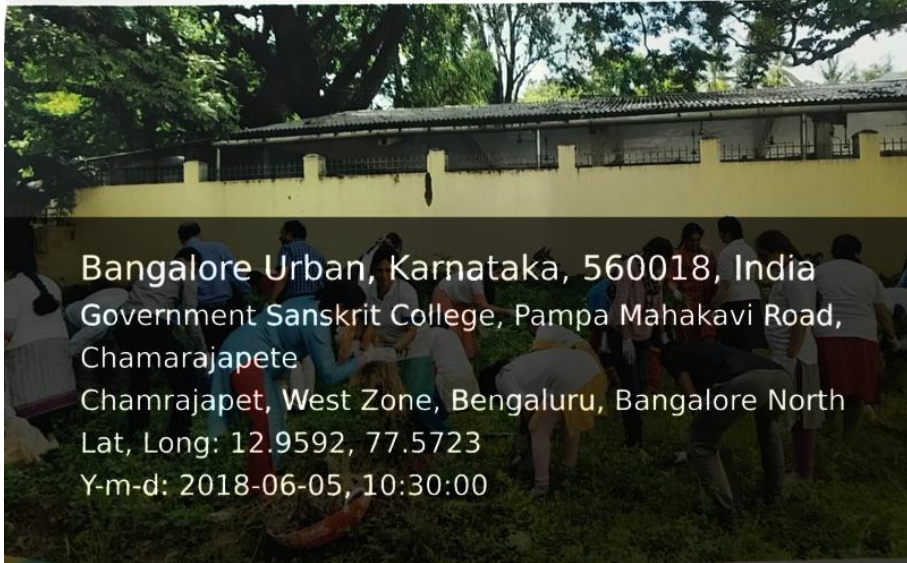 Bangalore Urban, Karnataka, 560018, India
Government Sanskrit College, Pampa Mahakavi Road,
Chamarajapete
Chamrajapet, West Zone, Bengaluru, Bangalore North
Lat, Long: 12.9592, 77.5723
Y-m-d: 2018-06-05, 10:30:00